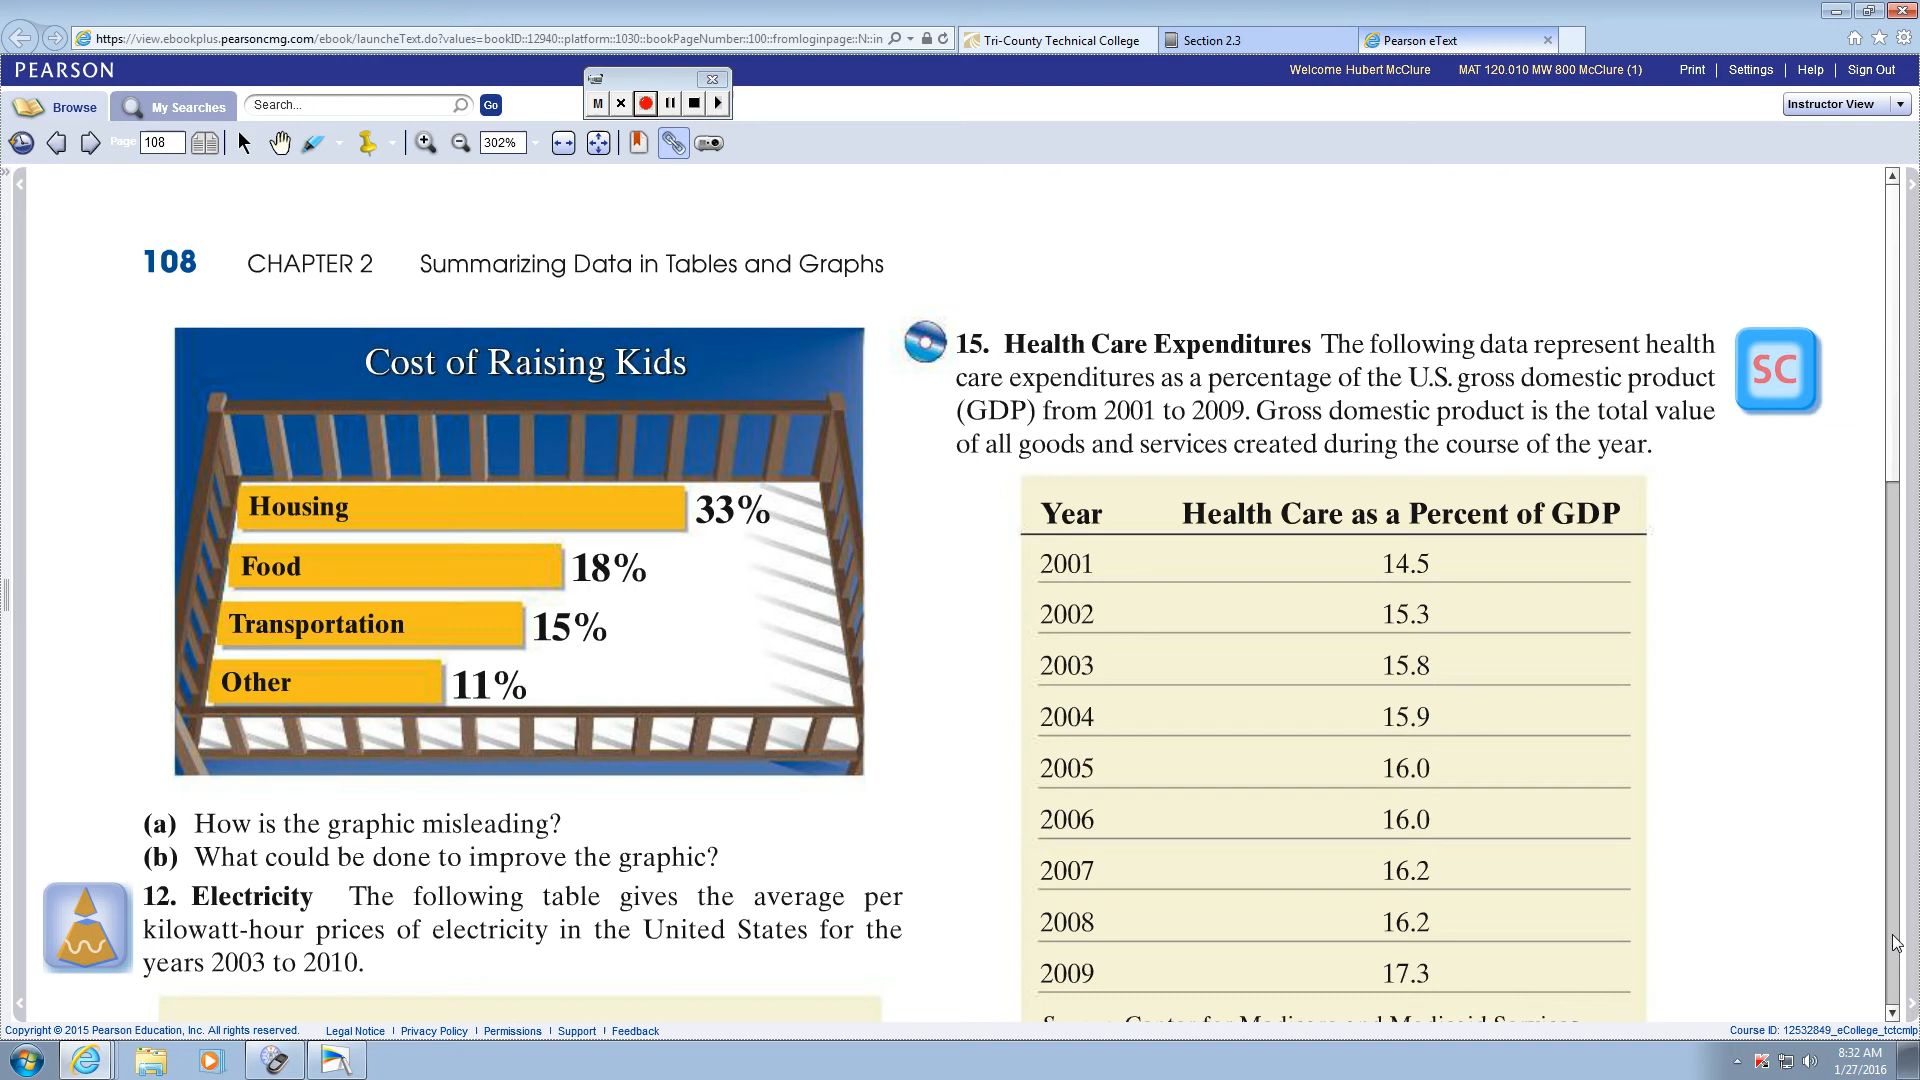 https://view.ebookplus.pearsoncmg.com/ebook/launcheText.do?values=bookID::12940::platform::1030::bookPageNumber::100::fromloginpage::N::in
Tri-County Technical College
Section 2.3
Pearson eText
PEARSON
Welcome Hubert McClure
MAT 120.010 MW 800 McClure (1)
Print
Settings
Help
Sign Out
Browse
My Searches
Search...
Go
M
Instructor View
Page
108
302%
108 CHAPTER 2 Summarizing Data in Tables and Graphs
Cost of Raising Kids
Housing 33%
Food 18%
Transportation 15%
Other 11%
(a) How is the graphic misleading?
(b) What could be done to improve the graphic?
12. Electricity The following table gives the average per
kilowatt-hour prices of electricity in the United States for the
years 2003 to 2010.
15. Health Care Expenditures The following data represent health
care expenditures as a percentage of the U.S. gross domestic product
(GDP) from 2001 to 2009. Gross domestic product is the total value
of all goods and services created during the course of the year.
SC
Year Health Care as a Percent of GDP
2001 14.5
2002 15.3
2003 15.8
2004 15.9
2005 16.0
2006 16.0
2007 16.2
2008 16.2
2009 17.3
Copyright © 2015 Pearson Education, Inc. All rights reserved.
Legal Notice
Privacy Policy
Permissions
Support
Feedback
Course ID: 12532849_eCollege_tctcmlp
8:32 AM
1/27/2016